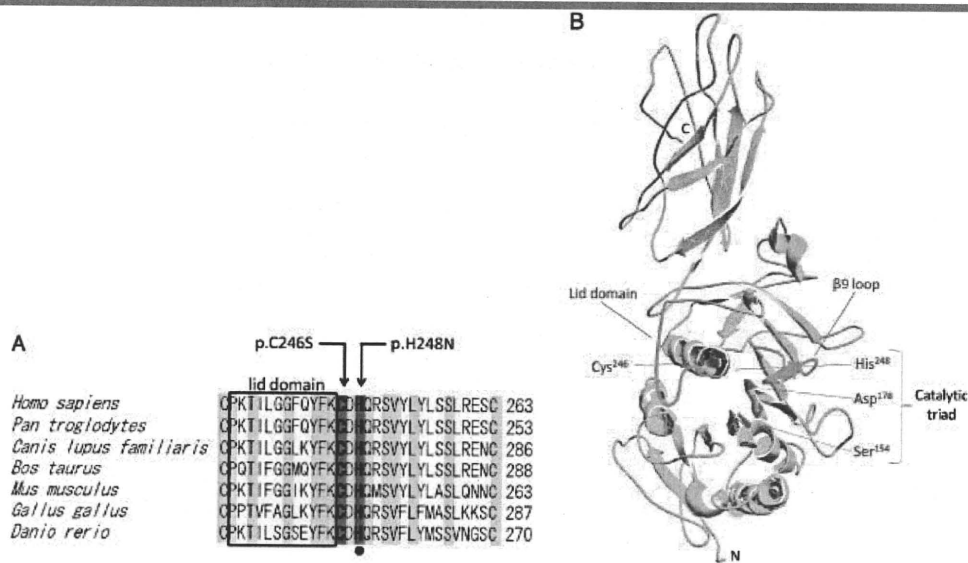 A
p.C246S
p.H248N
lid domain
Homo sapiens CPKTILGGFQYFKCDHQRSVYLYLSSLRESC 263
Pan troglodytes CPKTILGGFQYFKCDHQRSVYLYLSSLRESC 253
Canis lupus familiaris CPKTILGGLKYFKCDHQRSVYLYLSSLRENC 286
Bos taurus CPQTIFGGMQYFKCDHQRSVYLYLSSLRENC 288
Mus musculus CPKTIFGGIKYFKCDHQMSVYLYLASLQNNC 263
Gallus gallus CPPTVFAGLKYFKCDHQRSVFLFMASLKKSC 287
Danio rerio CPKTILSGSEYFKCDHQRSVFLYMSSVNGSC 270
B
C
Lid domain
β9 loop
Cys²⁴⁶
His²⁴⁸
Asp¹⁷⁸
Ser¹⁵⁴
Catalytic
triad
N